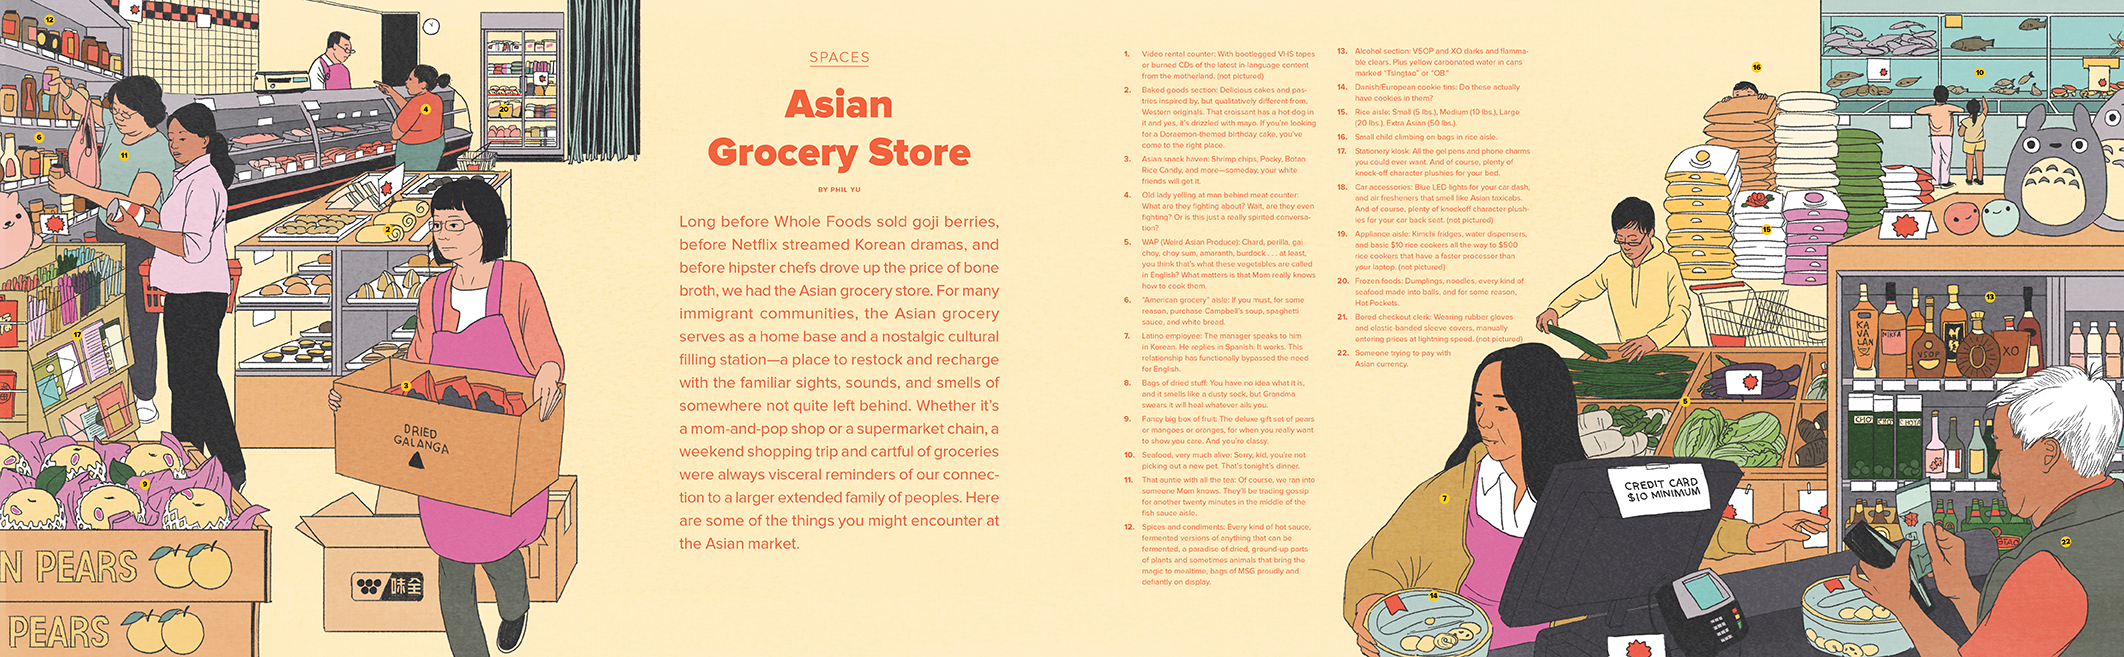 SPACES
Asian
Grocery Store
BY PHIL YU
Long before Whole Foods sold goji berries,
before Netflix streamed Korean dramas, and
before hipster chefs drove up the price of bone
broth, we had the Asian grocery store. For many
immigrant communities, the Asian grocery
serves as a home base and a nostalgic cultural
filling station—a place to restock and recharge
with the familiar sights, sounds, and smells of
somewhere not quite left behind. Whether it's
a mom-and-pop shop or a supermarket chain, a
weekend shopping trip and cartful of groceries
were always visceral reminders of our connec-
tion to a larger extended family of peoples. Here
are some of the things you might encounter at
the Asian market.
1. Video rental counter: With bootlegged VHS tapes
or burned CDs of the latest in-language content
from the motherland. (not pictured)
2. Baked goods section: Delicious cakes and pas-
tries inspired by, but qualitatively different from,
Western originals. That croissant has a hot dog in
it and yes, it's drizzled with mayo. If you're looking
for a Doraemon-themed birthday cake, you've
come to the right place.
3. Asian snack haven: Shrimp chips, Pocky, Botan
Rice Candy, and more—someday, your white
friends will get it.
4. Old lady yelling at man behind meat counter:
What are they fighting about? Wait, are they even
fighting? Or is this just a really spirited conversa-
tion?
5. WAP (Weird Asian Produce): Chard, perilla, gai
choy, choy sum, amaranth, burdock . . . at least,
you think that's what these vegetables are called
in English? What matters is that Mom really knows
how to cook them.
6. "American grocery" aisle: If you must, for some
reason, purchase Campbell's soup, spaghetti
sauce, and white bread.
7. Latino employee: The manager speaks to him
in Korean. He replies in Spanish. It works. This
relationship has functionally bypassed the need
for English.
8. Bags of dried stuff: You have no idea what it is,
and it smells like a dusty sock, but Grandma
swears it will heal whatever ails you.
9. Fancy big box of fruit: The deluxe gift set of pears
or mangoes or oranges, for when you really want
to show you care. And you're classy.
10. Seafood, very much alive: Sorry, kid, you're not
picking out a new pet. That's tonight's dinner.
11. That auntie with all the tea: Of course, we ran into
someone Mom knows. They'll be trading gossip
for another twenty minutes in the middle of the
fish sauce aisle.
12. Spices and condiments: Every kind of hot sauce,
fermented versions of anything that can be
fermented, a paradise of dried, ground-up parts
of plants and sometimes animals that bring the
magic to mealtime, bags of MSG proudly and
defiantly on display.
13. Alcohol section: VSOP and XO darks and flamma-
ble clears. Plus yellow carbonated water in cans
marked "Tsingtao" or "OB."
14. Danish/European cookie tins: Do these actually
have cookies in them?
15. Rice aisle: Small (5 lbs.), Medium (10 lbs.), Large
(20 lbs.), Extra Asian (50 lbs.).
16. Small child climbing on bags in rice aisle.
17. Stationery kiosk: All the gel pens and phone charms
you could ever want. And of course, plenty of
knock-off character plushies for your bed.
18. Car accessories: Blue LED lights for your car dash,
and air fresheners that smell like Asian taxicabs.
And of course, plenty of knockoff character plush-
ies for your car back seat. (not pictured)
19. Appliance aisle: Kimchi fridges, water dispensers,
and basic $10 rice cookers all the way to $500
rice cookers that have a faster processor than
your laptop. (not pictured)
20. Frozen foods: Dumplings, noodles, every kind of
seafood made into balls, and for some reason,
Hot Pockets.
21. Bored checkout clerk: Wearing rubber gloves
and elastic-banded sleeve covers, manually
entering prices at lightning speed. (not pictured)
22. Someone trying to pay with
Asian currency.
12
6
11
4
20
2
17
3
9
DRIED
GALANGA
味全
N PEARS
PEARS
16
10
15
13
5
7
14
22
KA
VA
LAN
VSOP
XO
CREDIT CARD
$10 MINIMUM